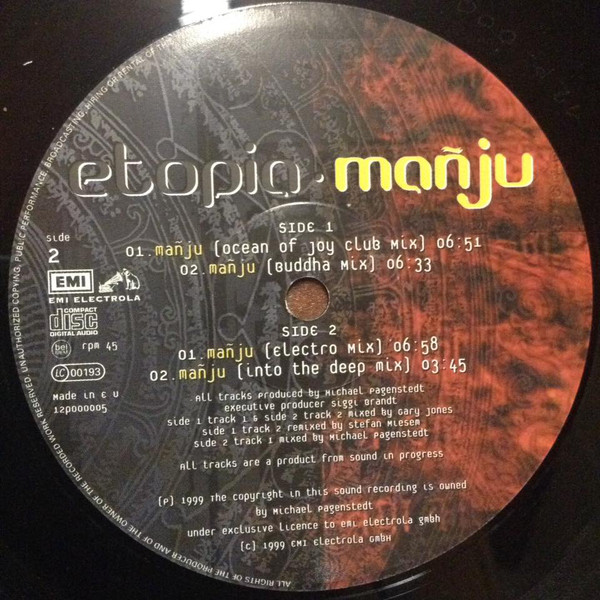 etopia · mañju
SIDE 1
01. mañju (ocean of joy club mix) 06:51
02. mañju (Buddha mix) 06:33
side
2
EMI
EMI ELECTROLA
COMPACT
disc
DIGITAL AUDIO
SIDE 2
01. mañju (electro mix) 06:58
02. mañju (into the deep mix) 03:45
biel
rpm 45
LC 00193
Made in E U
12P000005
All tracks produced by Michael Pagenstedt
executive producer siggi brandt
side 1 track 1 & side 2 track 2 mixed by Gary Jones
side 1 track 2 remixed by Stefan Miesem
side 2 track 1 mixed by Michael Pagenstedt
All tracks are a product from sound in progress
(P) 1999 The copyright in this sound recording is owned
by Michael Pagenstedt
under exclusive licence to EMI electrola gmbh
(C) 1999 EMI Electrola GMBH
ALL RIGHTS OF THE PRODUCER AND OF THE OWNER OF THE RECORDED WORK RESERVED. UNAUTHORIZED COPYING, PUBLIC PERFORMANCE, BROADCASTING, HIRING OR RENTAL OF THE